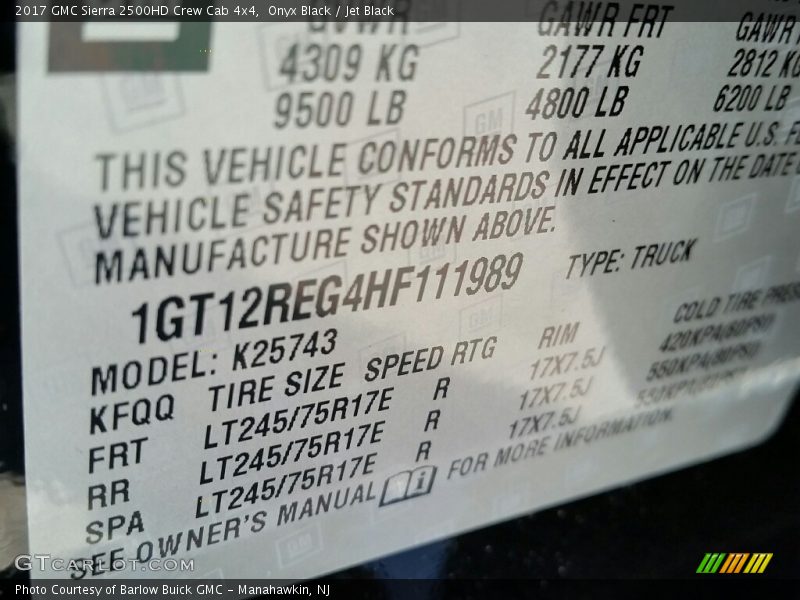 2017 GMC Sierra 2500HD Crew Cab 4x4, Onyx Black / Jet Black
GVWR GAWR FRT GAWR
4309 KG 2177 KG 2812 KG
9500 LB 4800 LB 6200 LB
THIS VEHICLE CONFORMS TO ALL APPLICABLE U.S.
VEHICLE SAFETY STANDARDS IN EFFECT ON THE DATE
MANUFACTURE SHOWN ABOVE.
1GT12REG4HF111989 TYPE: TRUCK
MODEL: K25743
KFQQ TIRE SIZE SPEED RTG RIM COLD TIRE PRES
FRT LT245/75R17E R 17X7.5J 420KPA(60PSI)
RR LT245/75R17E R 17X7.5J 550KPA(80PSI)
SPA LT245/75R17E R 17X7.5J 550KPA(80PSI)
SEE OWNER'S MANUAL FOR MORE INFORMATION.
GTCarLot.com
Photo Courtesy of Barlow Buick GMC - Manahawkin, NJ